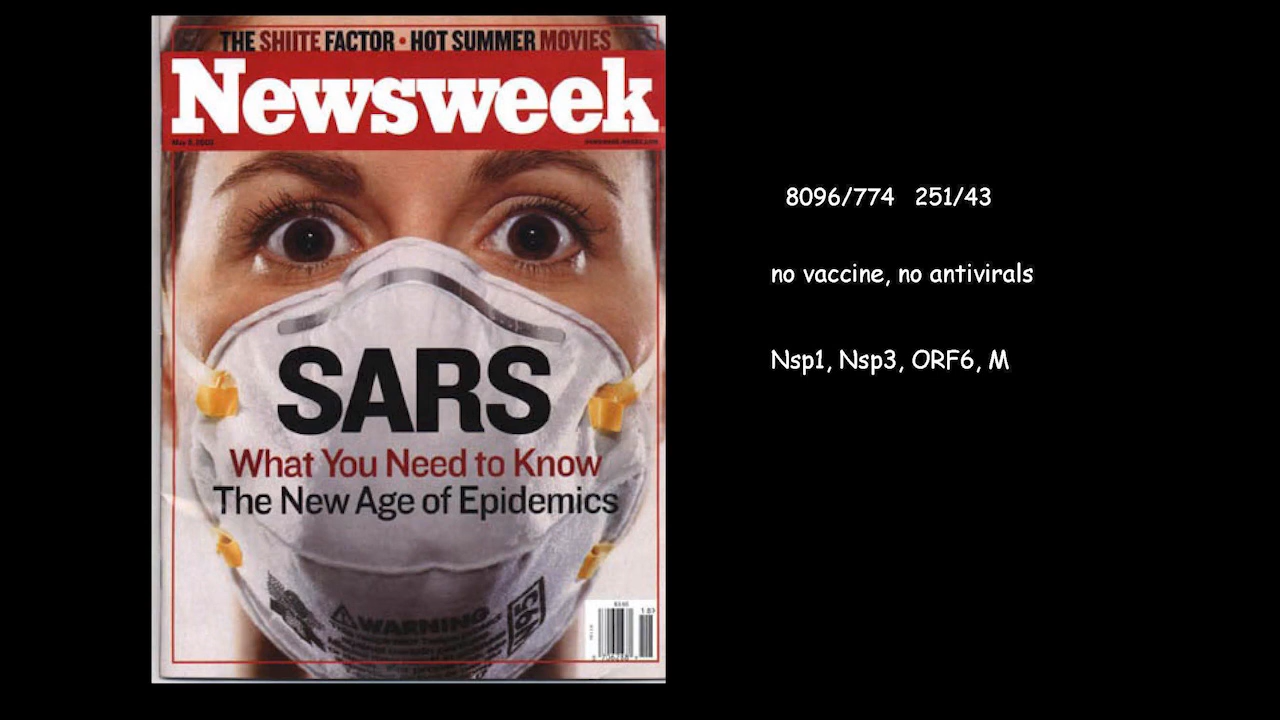 THE SHIITE FACTOR • HOT SUMMER MOVIES
Newsweek
SARS
What You Need to Know
The New Age of Epidemics
WARNING
N95
8096/774 251/43
no vaccine, no antivirals
Nsp1, Nsp3, ORF6, M